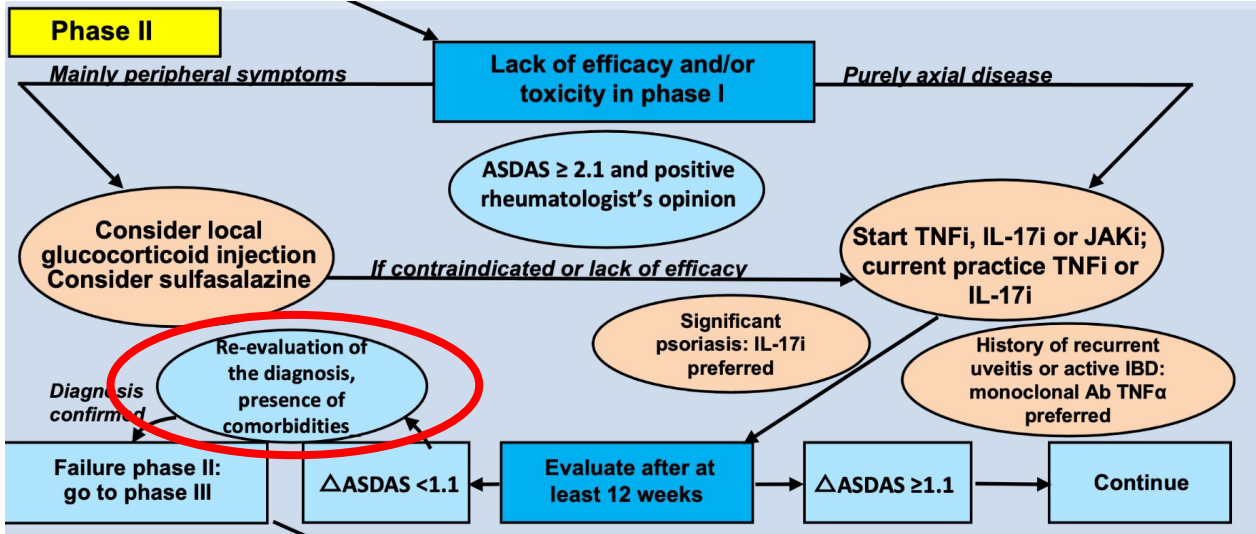 Phase II
Lack of efficacy and/or
toxicity in phase I
Mainly peripheral symptoms
Purely axial disease
ASDAS ≥ 2.1 and positive
rheumatologist's opinion
Consider local
glucocorticoid injection
Consider sulfasalazine
If contraindicated or lack of efficacy
Start TNFi, IL-17i or JAKi;
current practice TNFi or
IL-17i
Significant
psoriasis: IL-17i
preferred
History of recurrent
uveitis or active IBD:
monoclonal Ab TNFα
preferred
Re-evaluation of
the diagnosis,
presence of
comorbidities
Diagnosis
confirmed
Failure phase II:
go to phase III
△ASDAS <1.1
Evaluate after at
least 12 weeks
△ASDAS ≥1.1
Continue